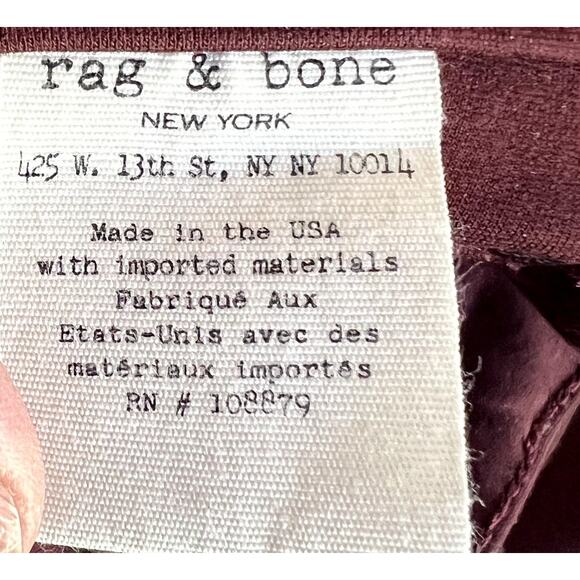 rag & bone
NEW YORK
425 W. 13th St, NY NY 10014
Made in the USA
with imported materials
Fabriqué Aux
Etats-Unis avec des
matériaux importés
RN # 108879